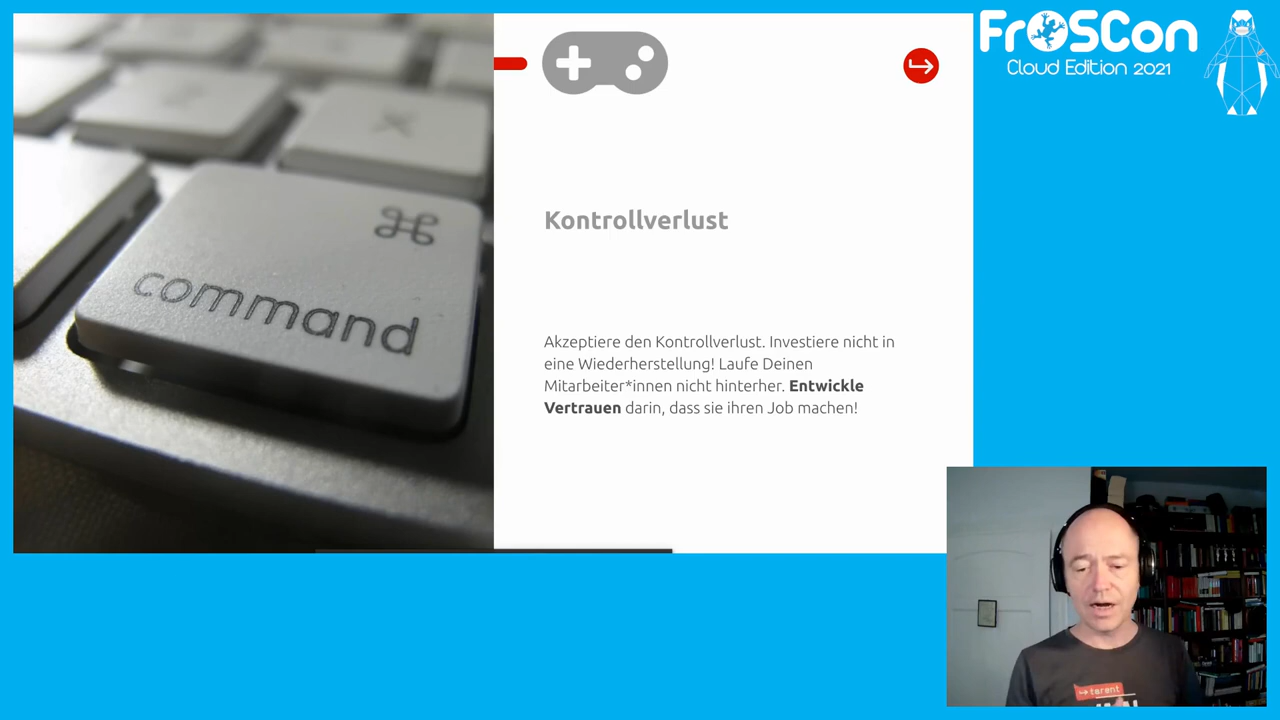 FrOSCon
Cloud Edition 2021
⌘
command
Kontrollverlust
Akzeptiere den Kontrollverlust. Investiere nicht in
eine Wiederherstellung! Laufe Deinen
Mitarbeiter*innen nicht hinterher. Entwickle
Vertrauen darin, dass sie ihren Job machen!
tarent